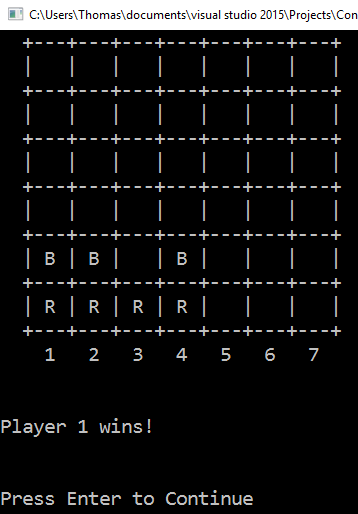 C:\Users\Thomas\documents\visual studio 2015\Projects\Con
+---+---+---+---+---+---+---+
|   |   |   |   |   |   |   |
+---+---+---+---+---+---+---+
|   |   |   |   |   |   |   |
+---+---+---+---+---+---+---+
|   |   |   |   |   |   |   |
+---+---+---+---+---+---+---+
|   |   |   |   |   |   |   |
+---+---+---+---+---+---+---+
| B | B |   | B |   |   |   |
+---+---+---+---+---+---+---+
| R | R | R | R |   |   |   |
+---+---+---+---+---+---+---+
  1   2   3   4   5   6   7
Player 1 wins!
Press Enter to Continue